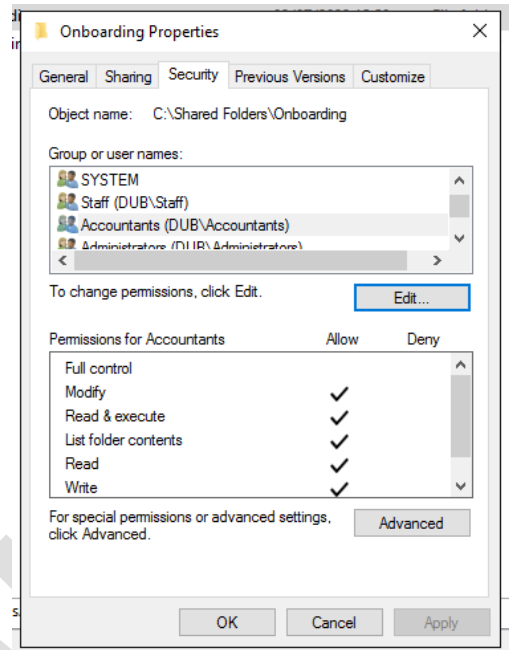 Onboarding Properties
General Sharing Security Previous Versions Customize
Object name: C:\Shared Folders\Onboarding
Group or user names:
SYSTEM
Staff (DUB\Staff)
Accountants (DUB\Accountants)
Administrators (DUB\Administrators)
To change permissions, click Edit.
Edit...
Permissions for Accountants Allow Deny
Full control
Modify
Read & execute
List folder contents
Read
Write
For special permissions or advanced settings,
click Advanced.
Advanced
OK Cancel Apply